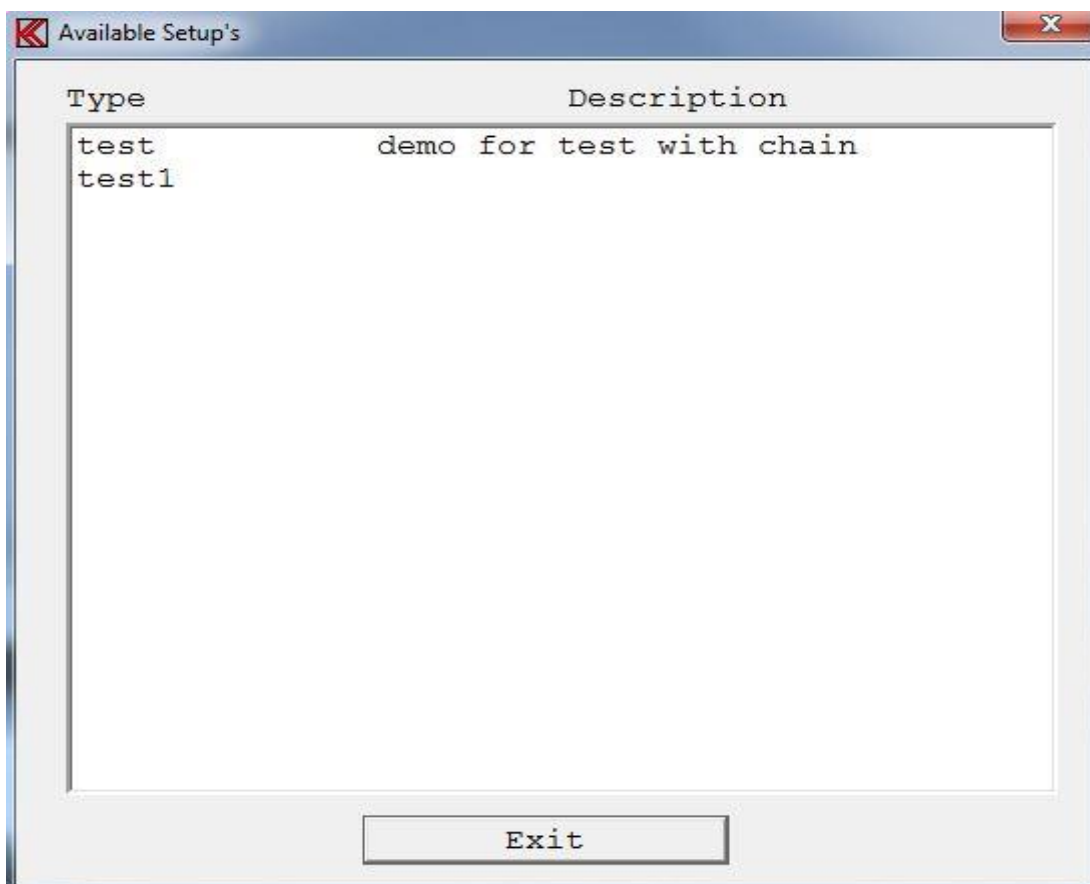 Available Setup's
Type Description
test demo for test with chain
test1
Exit